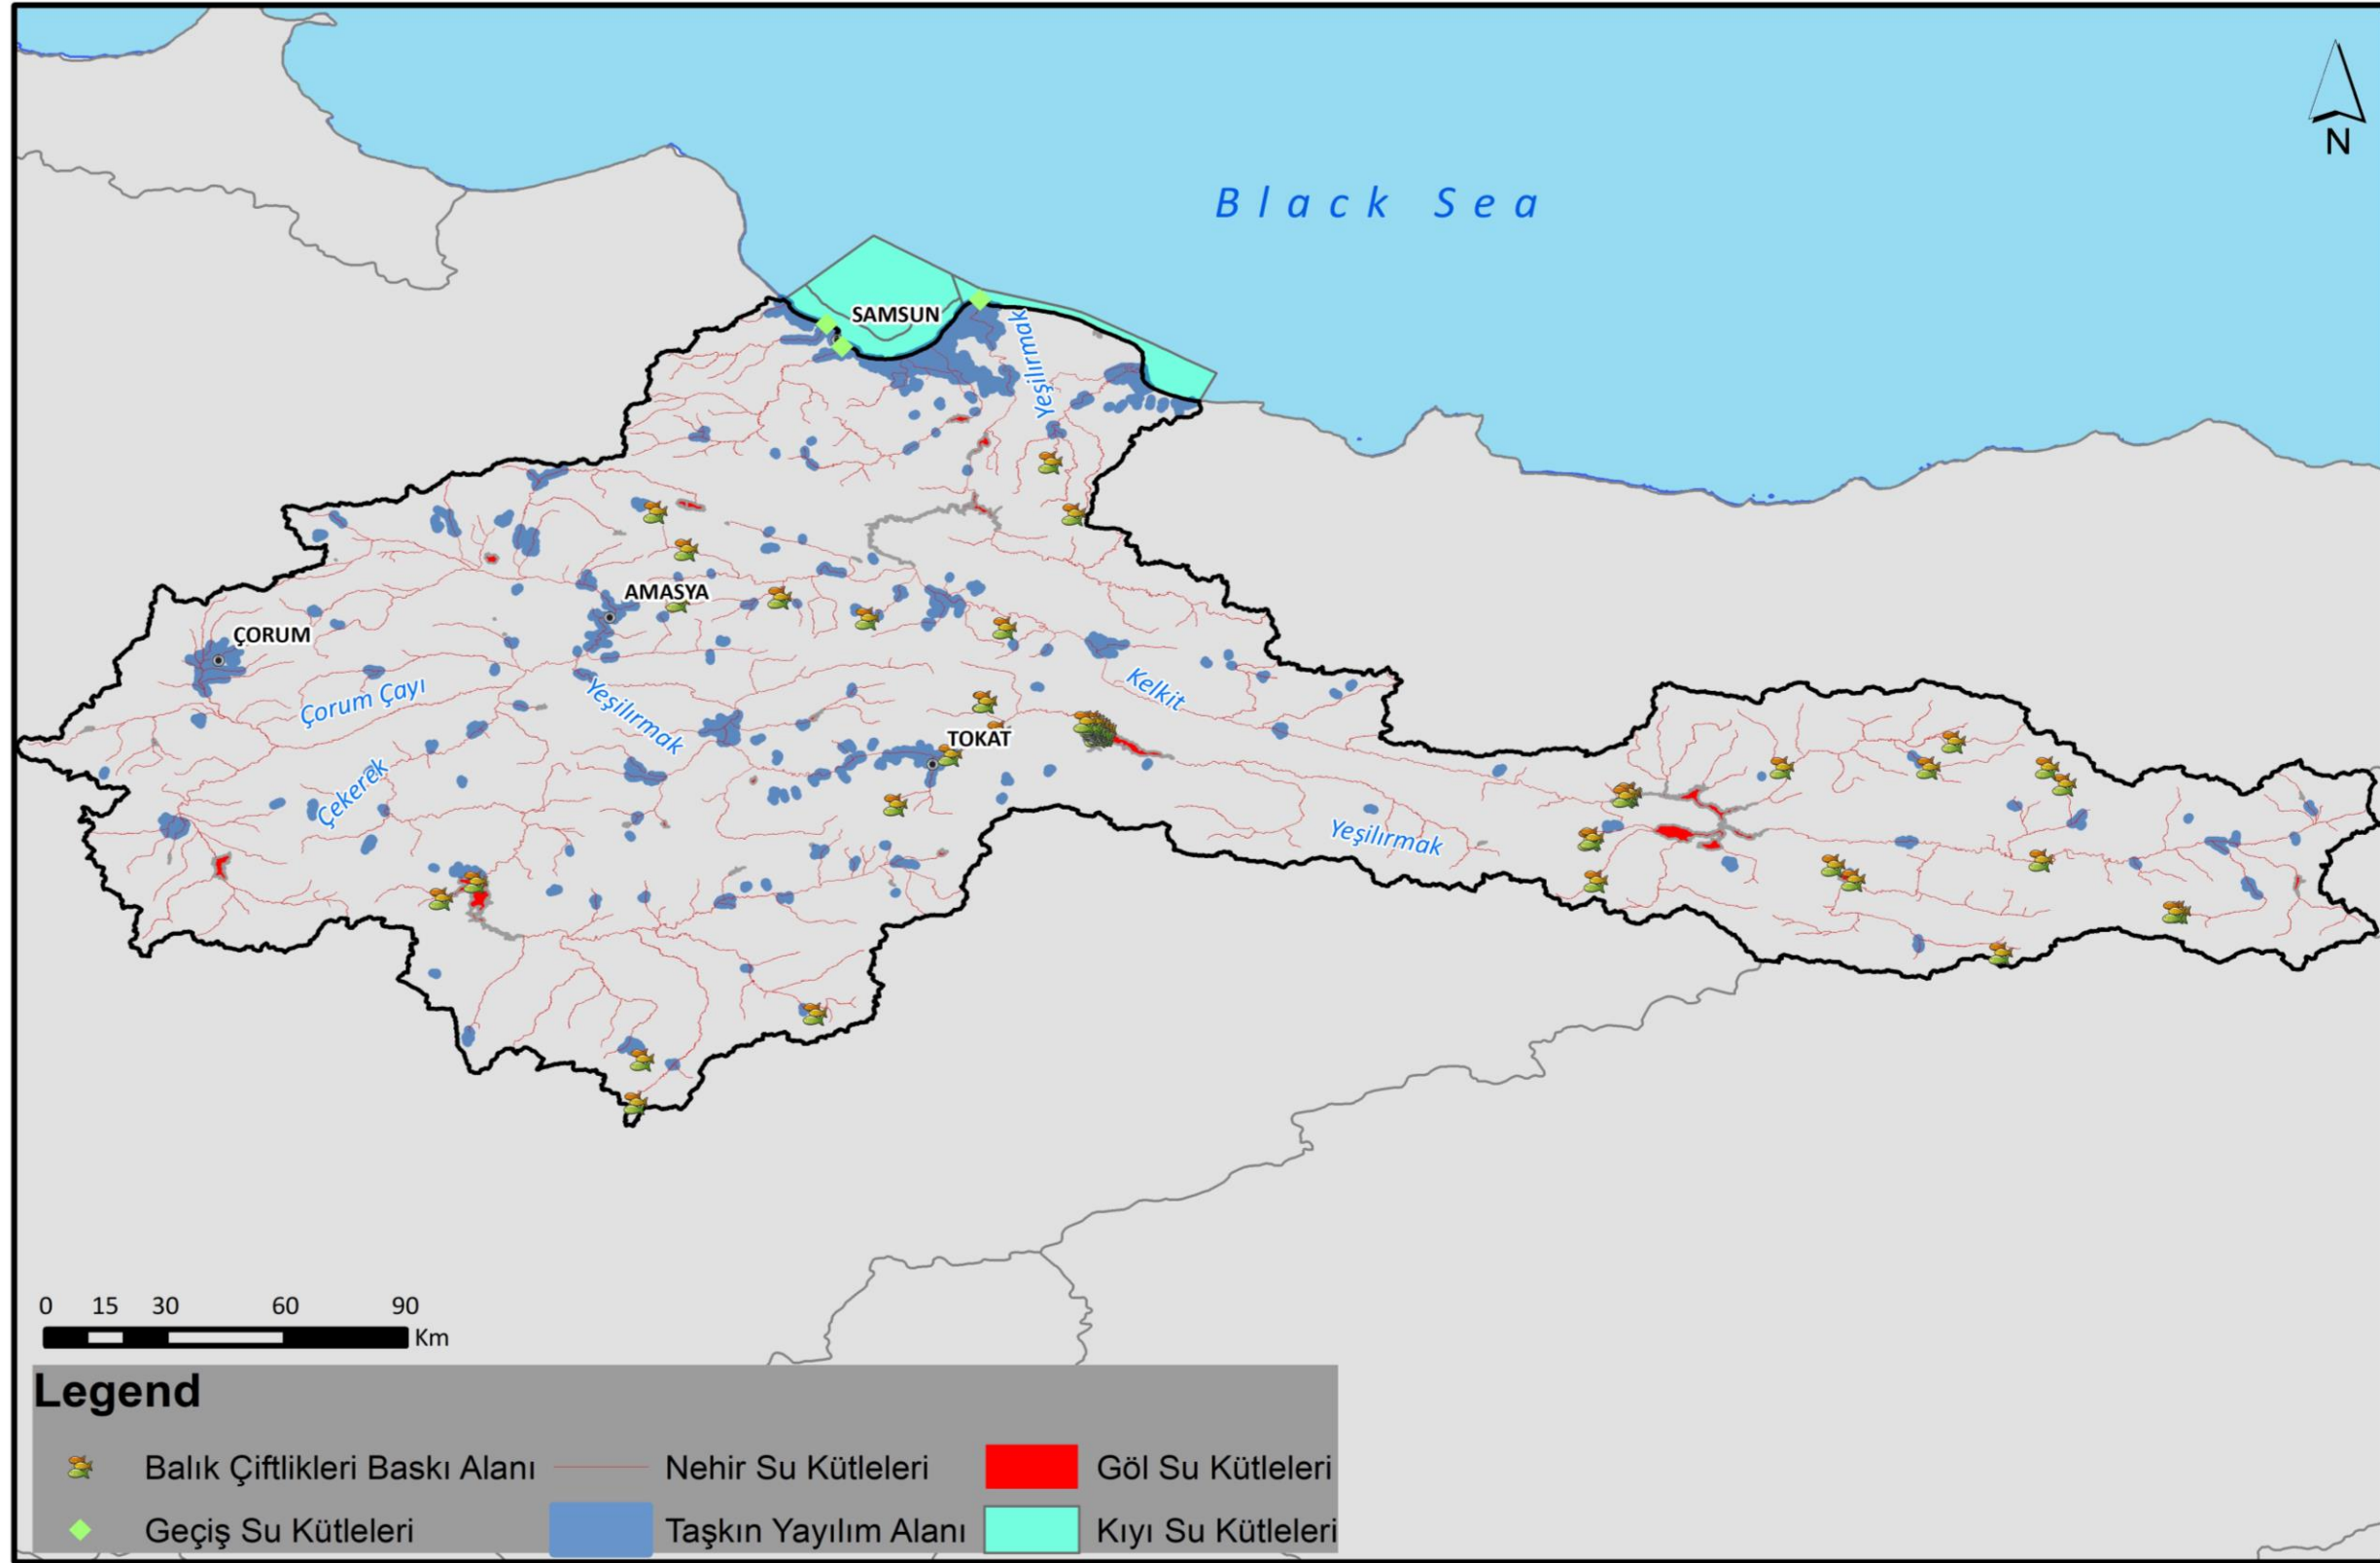 N
Black Sea
SAMSUN
Yeşilırmak
AMASYA
ÇORUM
Çorum Çayı
Yeşilırmak
Kelkit
TOKAT
Çekerek
Yeşilırmak
0 15 30 60 90
Km
Legend
Balık Çiftlikleri Baskı Alanı
Nehir Su Kütleleri
Göl Su Kütleleri
Geçiş Su Kütleleri
Taşkın Yayılım Alanı
Kıyı Su Kütleleri